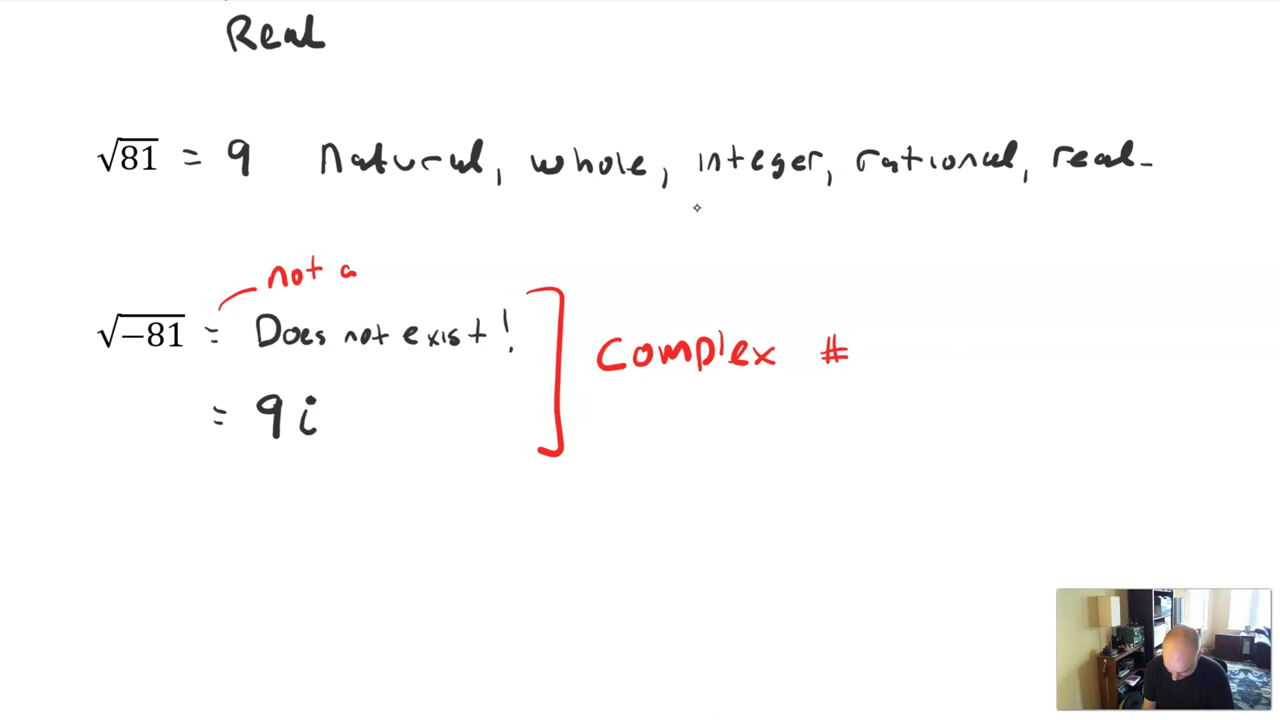 Real
√81 = 9 natural, whole, integer, rational, real
not a
√-81 = Does not exist!
= 9i
Complex #